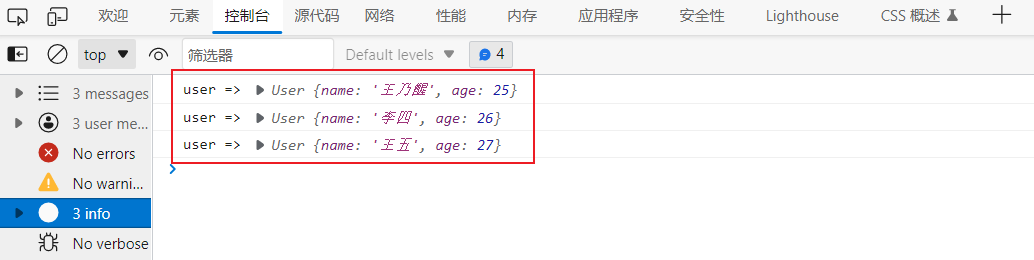 欢迎 元素 控制台 源代码 网络 性能 内存 应用程序 安全性 Lighthouse CSS 概述
top 筛选器 Default levels 4
3 messages
3 user me...
No errors
No warni...
3 info
No verbose
user => User {name: '王乃醒', age: 25}
user => User {name: '李四', age: 26}
user => User {name: '王五', age: 27}